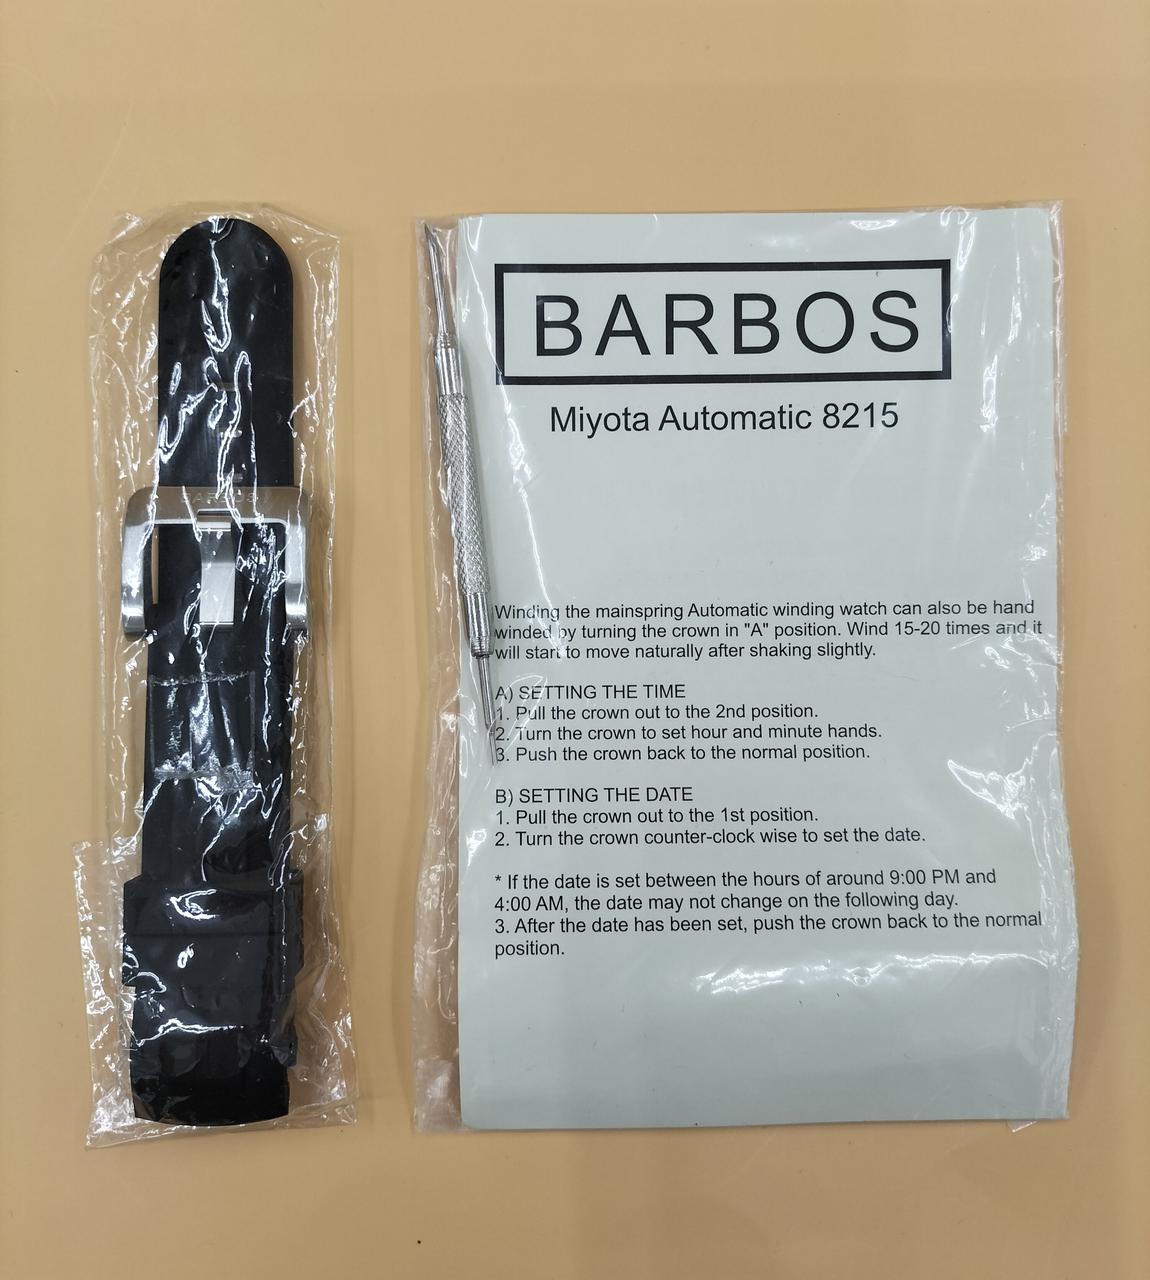 BARBOS
BARBOS
Miyota Automatic 8215
Winding the mainspring Automatic winding watch can also be hand
winded by turning the crown in "A" position. Wind 15-20 times and it
will start to move naturally after shaking slightly.
A) SETTING THE TIME
1. Pull the crown out to the 2nd position.
2. Turn the crown to set hour and minute hands.
3. Push the crown back to the normal position.
B) SETTING THE DATE
1. Pull the crown out to the 1st position.
2. Turn the crown counter-clock wise to set the date.
* If the date is set between the hours of around 9:00 PM and
4:00 AM, the date may not change on the following day.
3. After the date has been set, push the crown back to the normal
position.